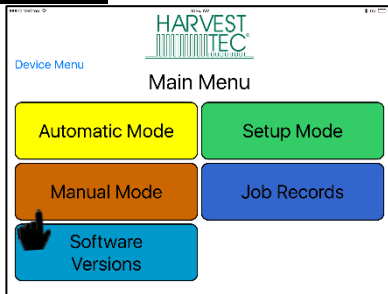 HARVEST
TEC
Device Menu
Main Menu
Automatic Mode
Setup Mode
Manual Mode
Job Records
Software
Versions